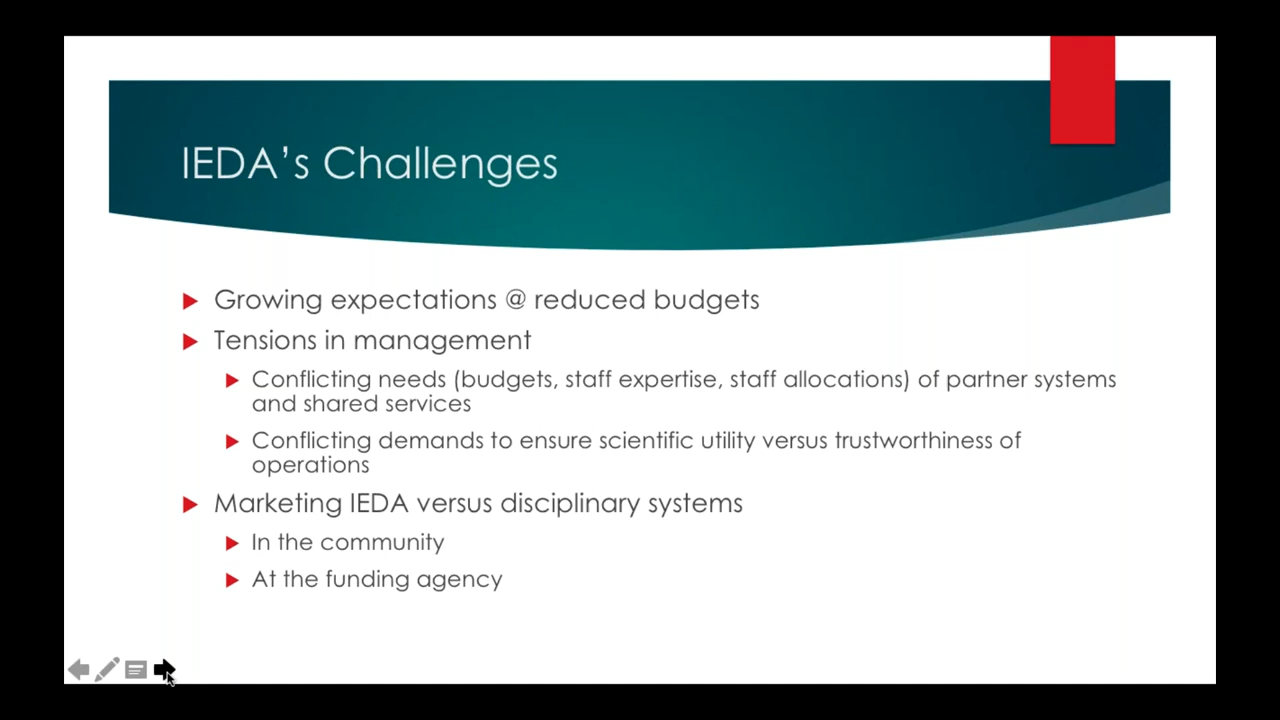 IEDA’s Challenges
Growing expectations @ reduced budgets
Tensions in management
Conflicting needs (budgets, staff expertise, staff allocations) of partner systems
and shared services
Conflicting demands to ensure scientific utility versus trustworthiness of
operations
Marketing IEDA versus disciplinary systems
In the community
At the funding agency